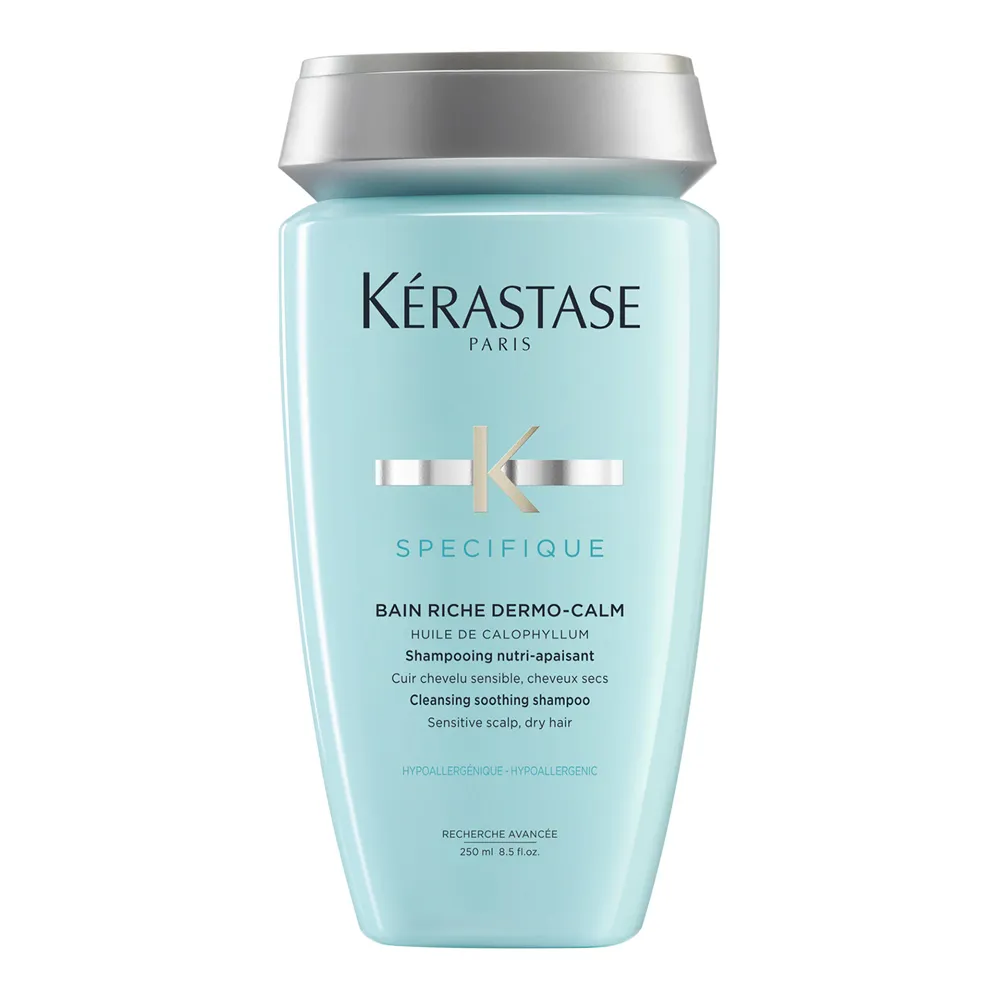 KÉRASTASE
PARIS
K
SPECIFIQUE
BAIN RICHE DERMO-CALM
HUILE DE CALOPHYLLUM
Shampooing nutri-apaisant
Cuir chevelu sensible, cheveux secs
Cleansing soothing shampoo
Sensitive scalp, dry hair
HYPOALLERGÉNIQUE - HYPOALLERGENIC
RECHERCHE AVANCÉE
250 ml 8.5 fl.oz.